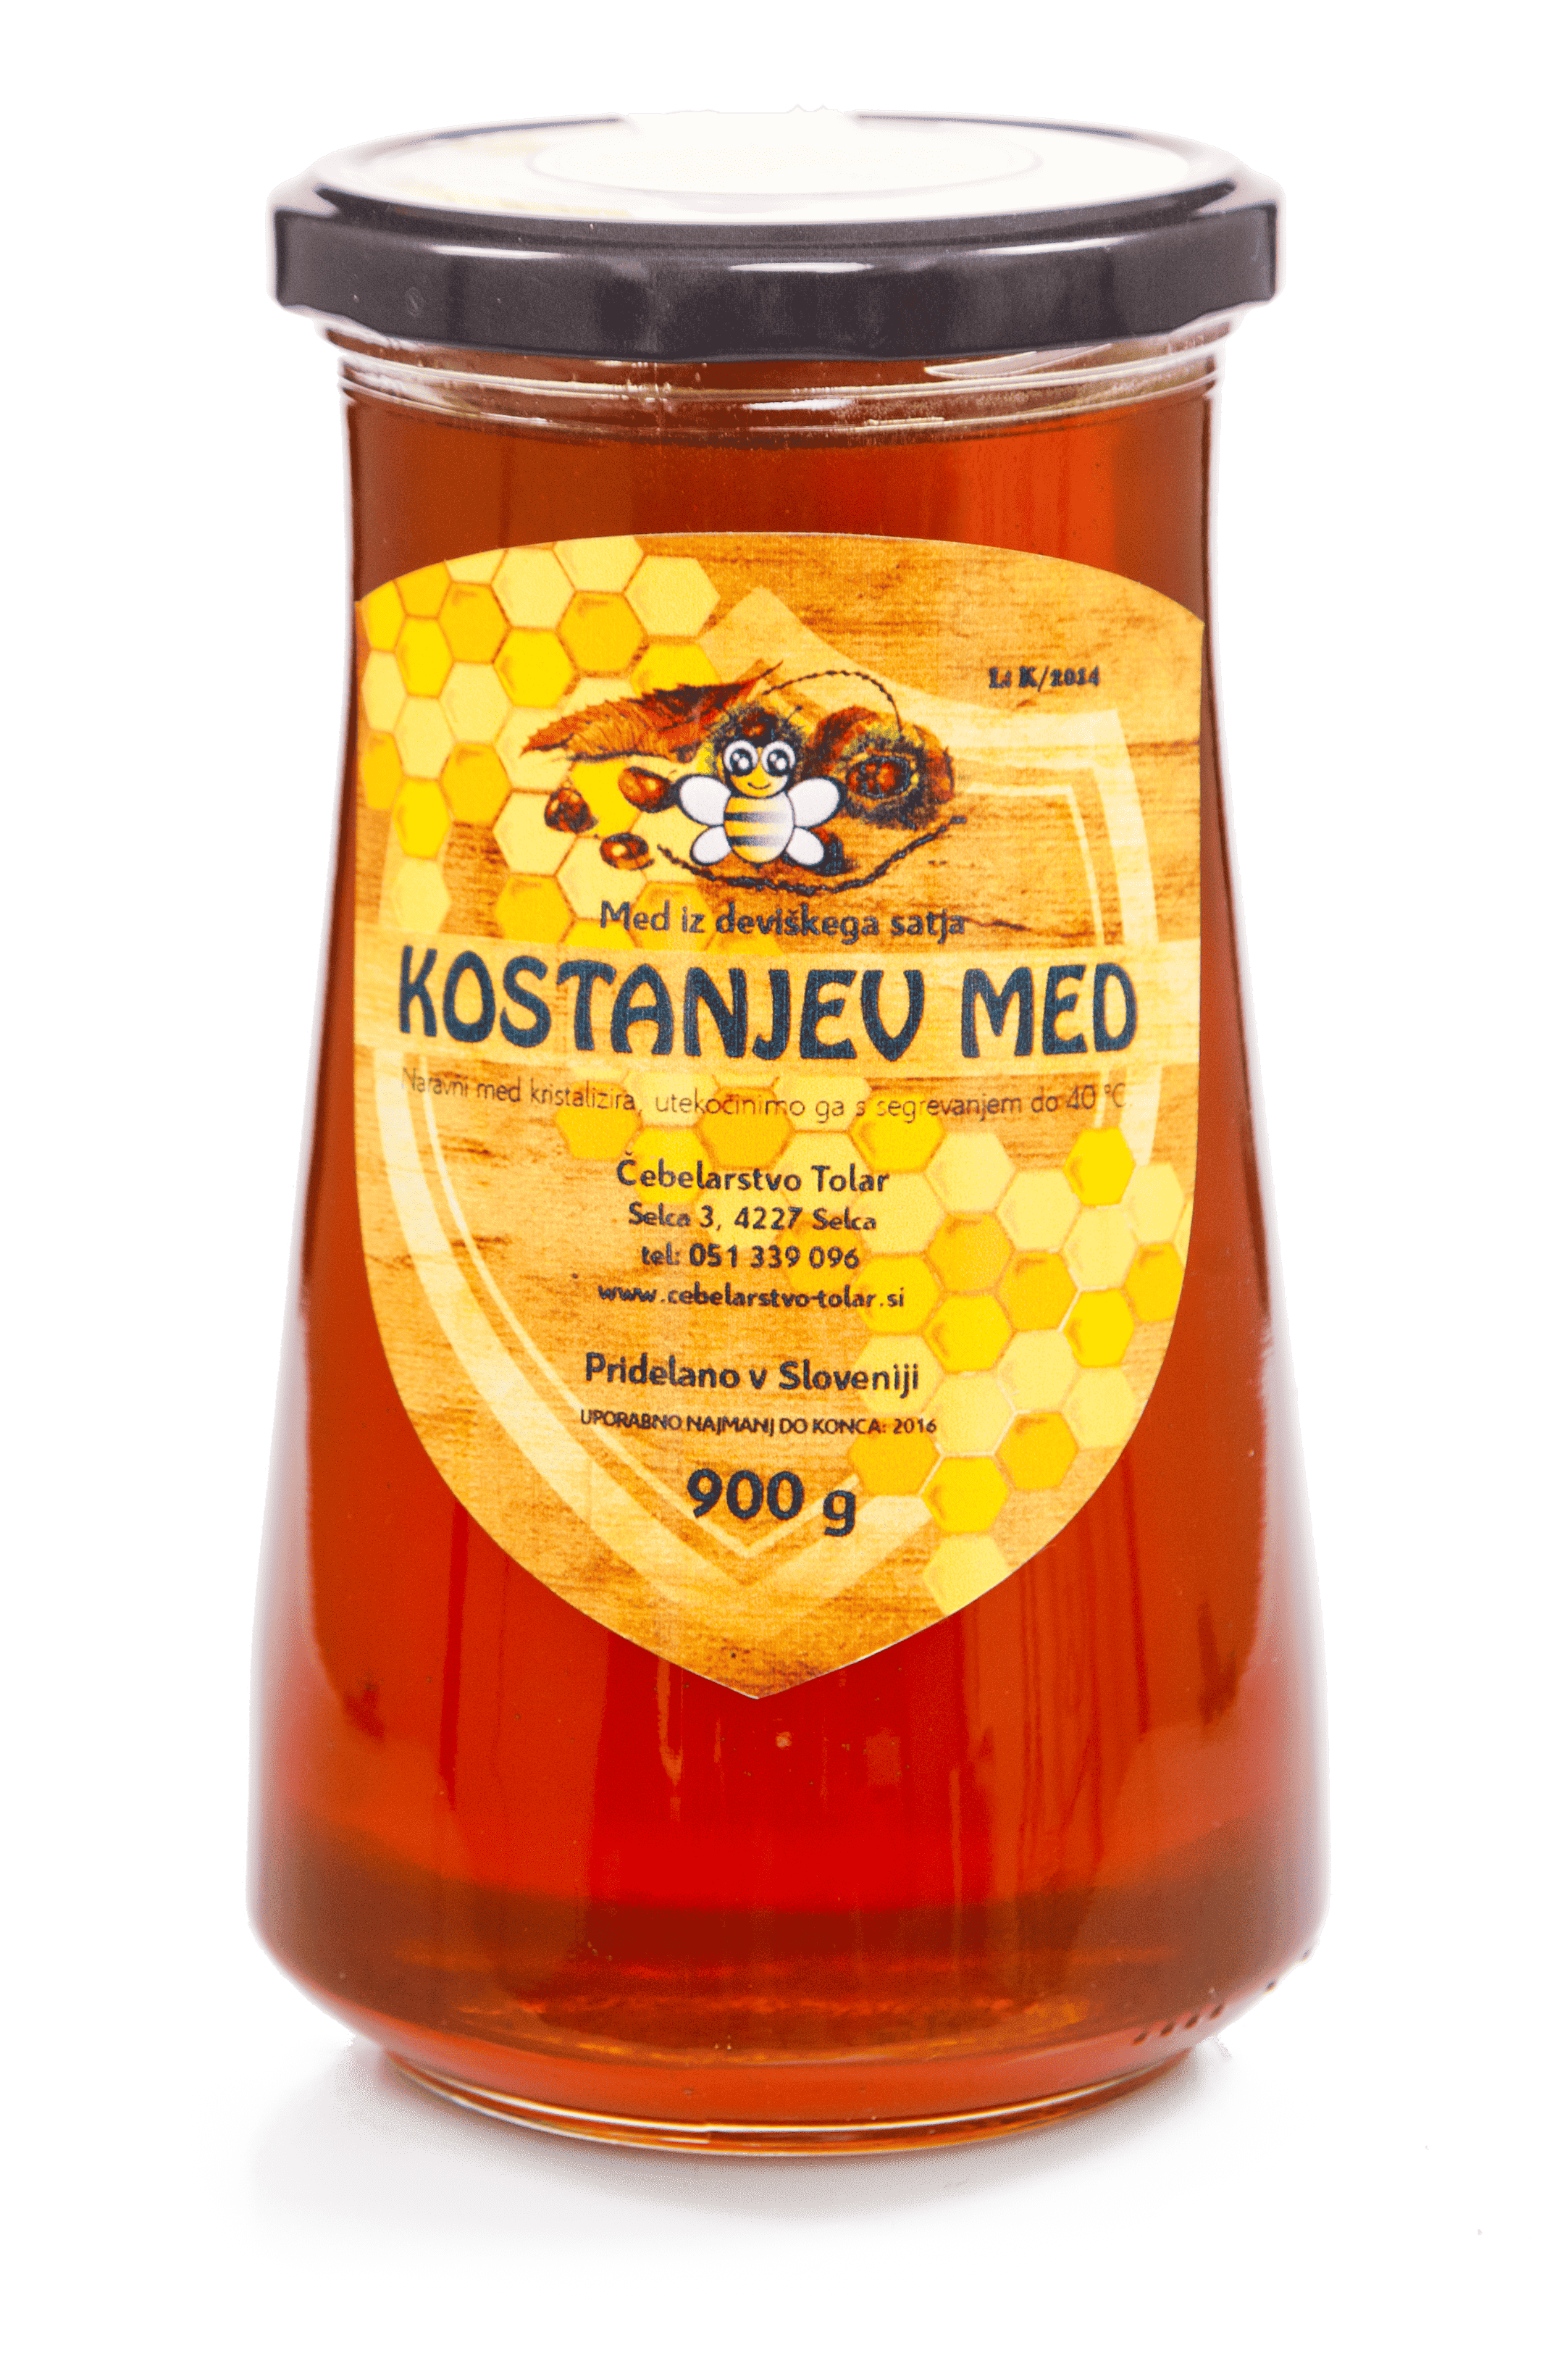 L: K/2014
Med iz deviškega satja
KOSTANJEV MED
Naravni med kristalizira, utekočinimo ga s segrevanjem do 40 °C.
Čebelarstvo Tolar
Selca 3, 4227 Selca
tel: 051 339 096
www.cebelarstvo-tolar.si
Pridelano v Sloveniji
UPORABNO NAJMANJ DO KONCA: 2016
900 g